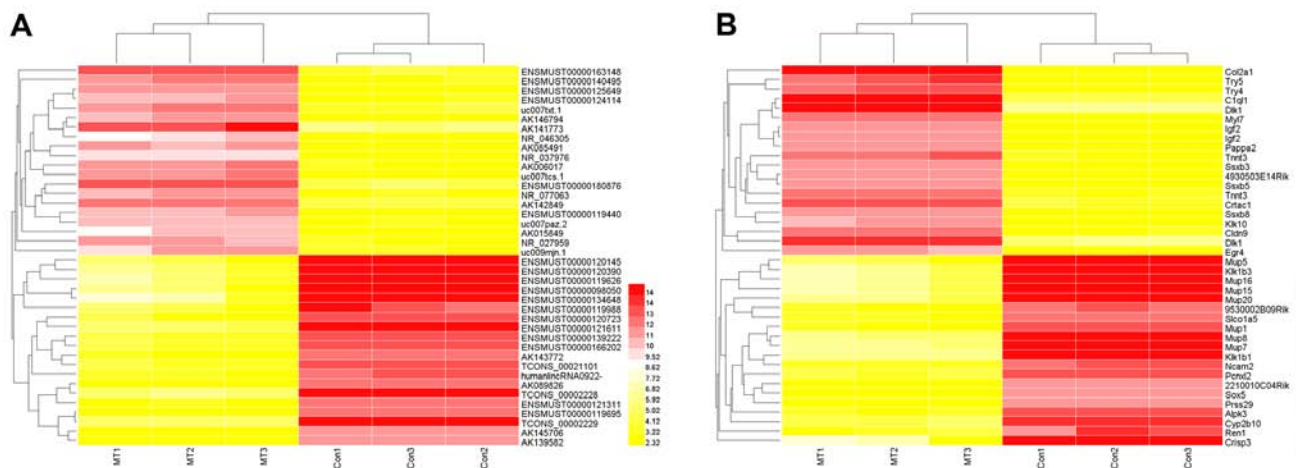 A
ENSMUST00000163148
ENSMUST00000140495
ENSMUST00000125649
ENSMUST00000124114
uc007txt.1
AK146794
AK141773
NR_046305
AK085491
NR_037976
AK006017
uc007tcs.1
ENSMUST00000180876
NR_077063
AK142849
ENSMUST00000119440
uc007paz.2
AK015849
NR_027959
uc009mjn.1
ENSMUST00000120145
ENSMUST00000120390
ENSMUST00000119626
ENSMUST00000098050
ENSMUST00000134648
ENSMUST00000119988
ENSMUST00000120723
ENSMUST00000121611
ENSMUST00000139222
ENSMUST00000166202
AK143772
TCONS_00021101
humanlincRNA0922-
AK089826
TCONS_00002228
ENSMUST00000121311
ENSMUST00000119695
TCONS_00002229
AK145706
AK139582
MT1
MT2
MT3
Con1
Con3
Con2
14
14
13
12
11
10
9.52
8.62
7.72
6.82
5.92
5.02
4.12
3.22
2.32
B
Col2a1
Try5
Try4
C1ql1
Dlk1
Myl7
Igf2
Igf2
Pappa2
Tnnt3
Ssxb3
4930503E14Rik
Ssxb5
Tnnt3
Crtac1
Ssxb8
Klk10
Cldn9
Dlk1
Egr4
Mup5
Klk1b3
Mup16
Mup15
Mup20
9530002B09Rik
Slco1a5
Mup1
Mup8
Mup7
Klk1b1
Ncam2
Pcnxl2
2210010C04Rik
Sox5
Prss29
Alpk3
Cyp2b10
Ren1
Crisp3
MT1
MT2
MT3
Con1
Con2
Con3